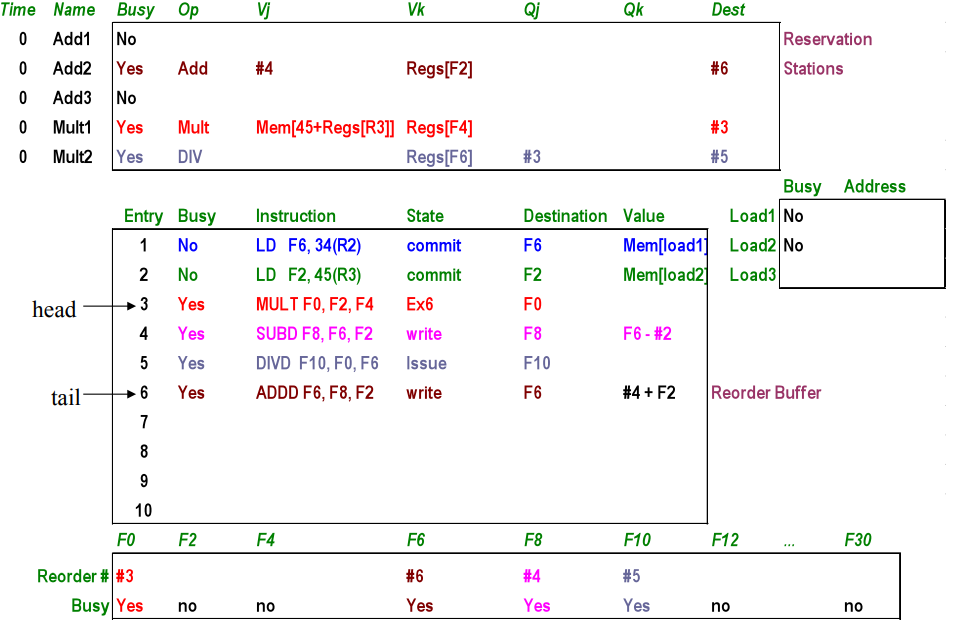 Time Name Busy Op Vj Vk Qj Qk Dest
0 Add1 No Reservation
0 Add2 Yes Add #4 Regs[F2] #6 Stations
0 Add3 No
0 Mult1 Yes Mult Mem[45+Regs[R3]] Regs[F4] #3
0 Mult2 Yes DIV Regs[F6] #3 #5
Busy Address
Entry Busy Instruction State Destination Value Load1 No
1 No LD F6, 34(R2) commit F6 Mem[load1] Load2 No
2 No LD F2, 45(R3) commit F2 Mem[load2] Load3
head 3 Yes MULT F0, F2, F4 Ex6 F0
4 Yes SUBD F8, F6, F2 write F8 F6 - #2
5 Yes DIVD F10, F0, F6 Issue F10
tail 6 Yes ADDD F6, F8, F2 write F6 #4 + F2 Reorder Buffer
7
8
9
10
F0 F2 F4 F6 F8 F10 F12 ... F30
Reorder # #3 #6 #4 #5
Busy Yes no no Yes Yes Yes no no